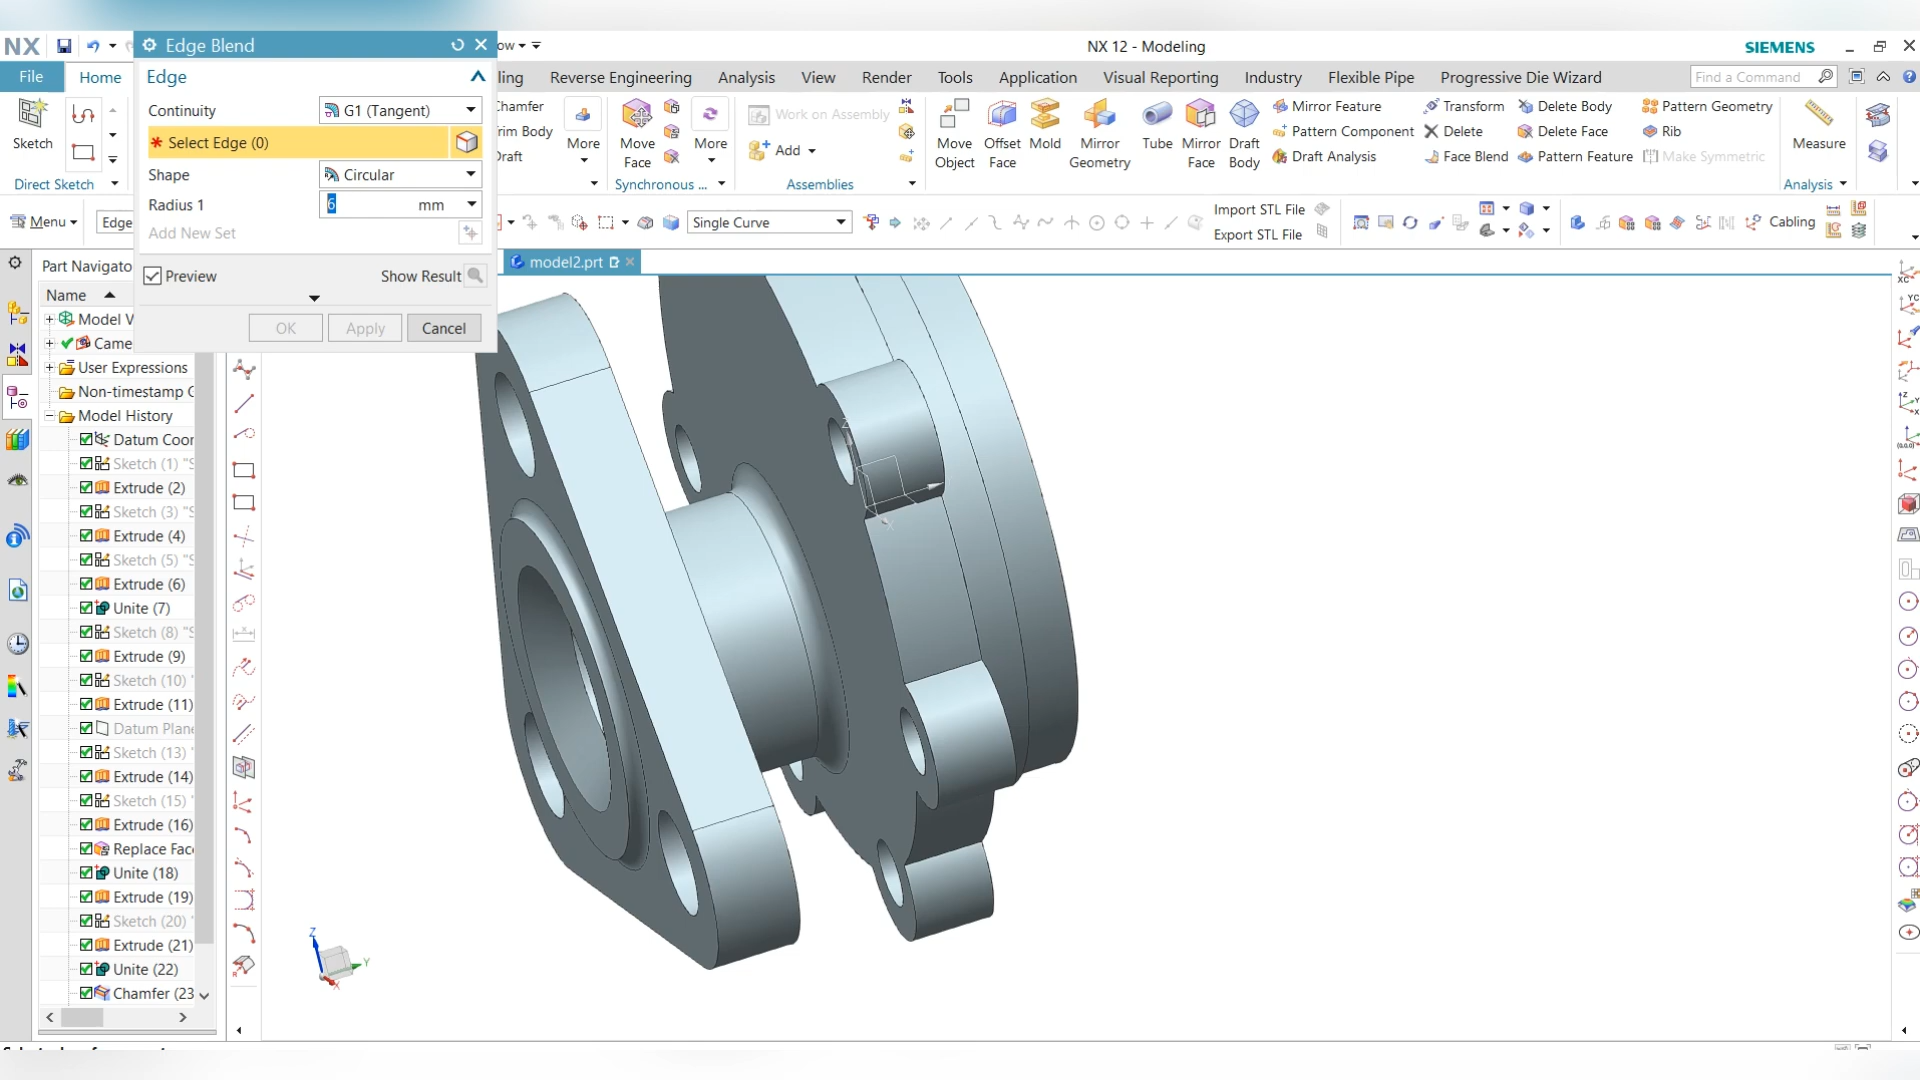 NX
Edge Blend
ow
NX 12 - Modeling
SIEMENS
File
Home
ling
Reverse Engineering
Analysis
View
Render
Tools
Application
Visual Reporting
Industry
Flexible Pipe
Progressive Die Wizard
Find a Command
Edge
Continuity
G1 (Tangent)
* Select Edge (0)
Shape
Circular
Radius 1
6
mm
Add New Set
Preview
Show Result
OK
Apply
Cancel
Sketch
Direct Sketch
hamfer
rim Body
raft
More
Move
Face
More
Synchronous ...
Work on Assembly
Add
Assemblies
Move
Object
Offset
Face
Mold
Mirror
Geometry
Tube
Mirror
Face
Draft
Body
Mirror Feature
Pattern Component
Draft Analysis
Transform
Delete
Face Blend
Delete Body
Delete Face
Pattern Feature
Pattern Geometry
Rib
Make Symmetric
Measure
Analysis
Menu
Edge
Single Curve
Import STL File
Export STL File
Cabling
Part Navigato
model2.prt
Name
Model V
Came
User Expressions
Non-timestamp G
Model History
Datum Coor
Sketch (1) "S
Extrude (2)
Sketch (3) "S
Extrude (4)
Sketch (5) "S
Extrude (6)
Unite (7)
Sketch (8) "S
Extrude (9)
Sketch (10) "
Extrude (11)
Datum Plane
Sketch (13) "
Extrude (14)
Sketch (15) "
Extrude (16)
Replace Face
Unite (18)
Extrude (19)
Sketch (20) "
Extrude (21)
Unite (22)
Chamfer (23
Z
Y
X
XC
YC